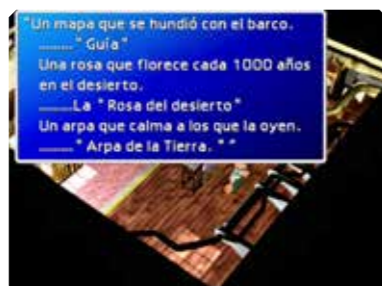 "Un mapa que se hundió con el barco.
........." Guía"
Una rosa que florece cada 1000 años
en el desierto.
.........La " Rosa del desierto"
Un arpa que calma a los que la oyen.
........." Arpa de la Tierra. " "